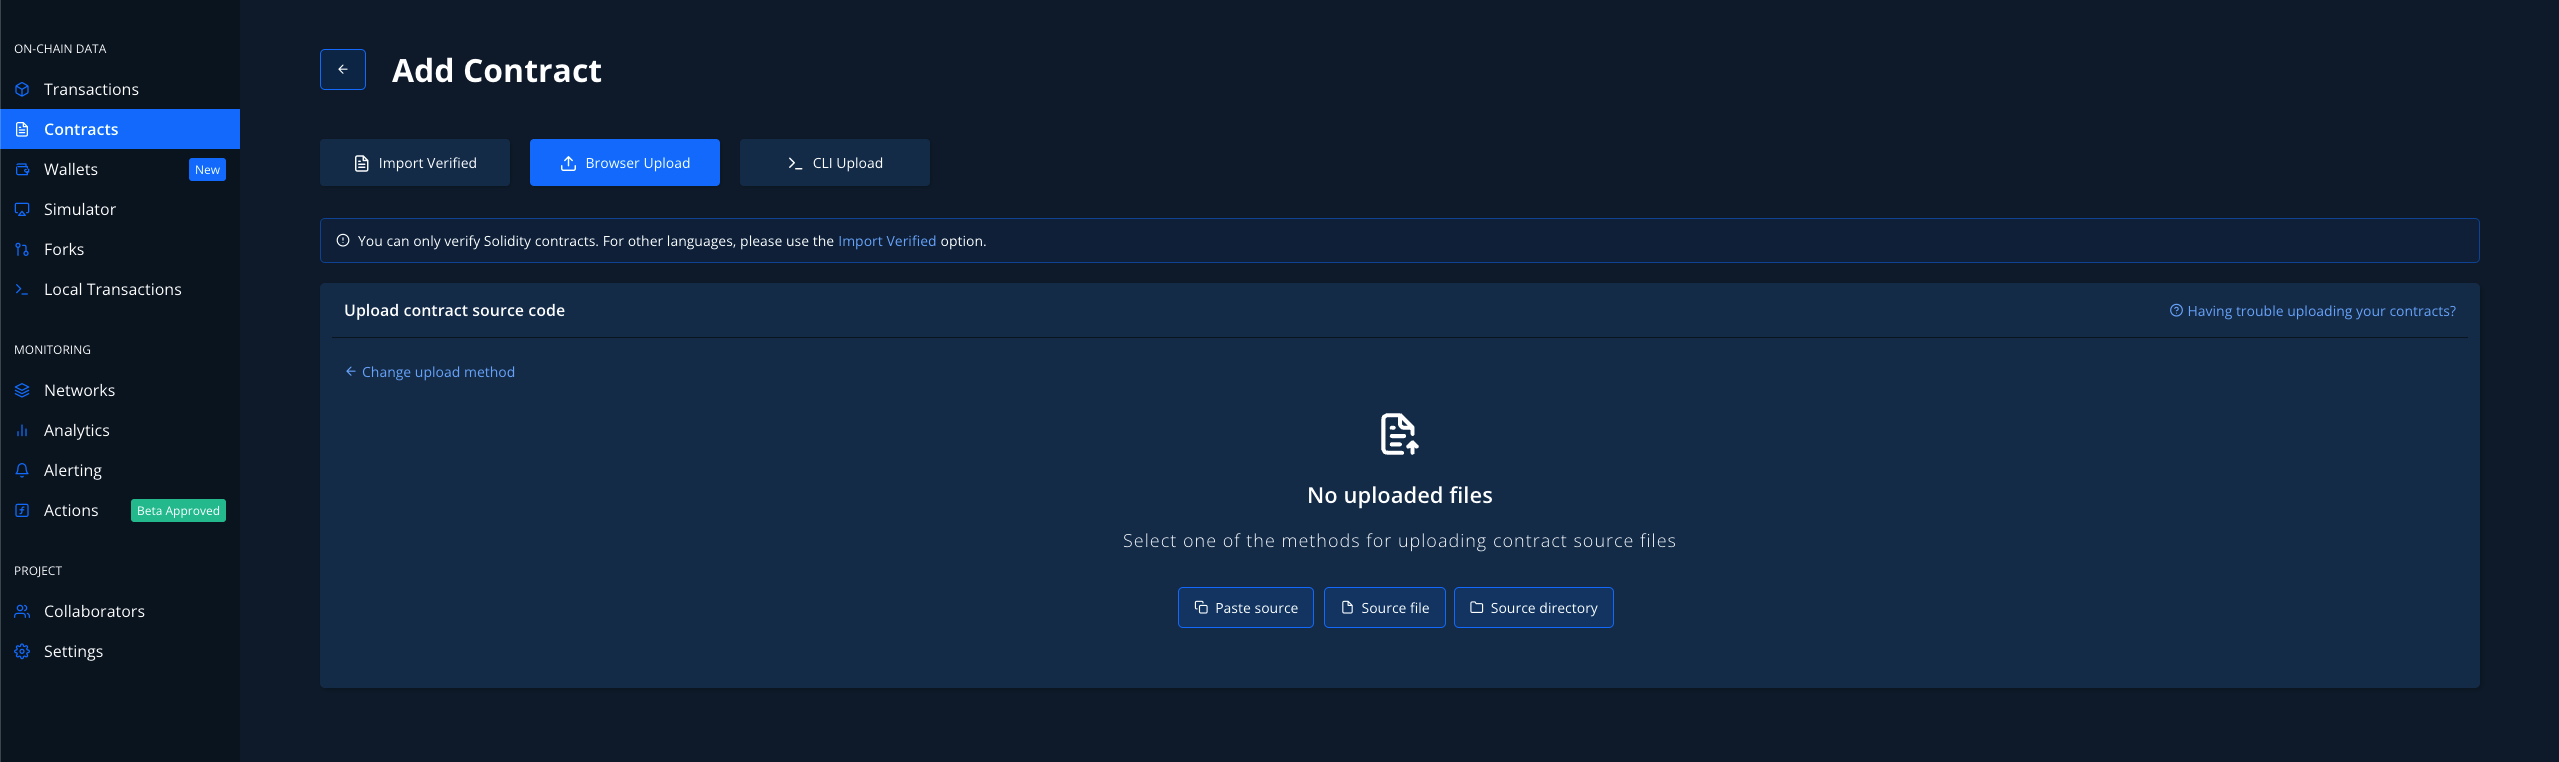 ON-CHAIN DATA
Transactions
Contracts
Wallets New
Simulator
Forks
Local Transactions
MONITORING
Networks
Analytics
Alerting
Actions Beta Approved
PROJECT
Collaborators
Settings
Add Contract
Import Verified
Browser Upload
CLI Upload
You can only verify Solidity contracts. For other languages, please use the Import Verified option.
Upload contract source code
Having trouble uploading your contracts?
Change upload method
No uploaded files
Select one of the methods for uploading contract source files
Paste source
Source file
Source directory